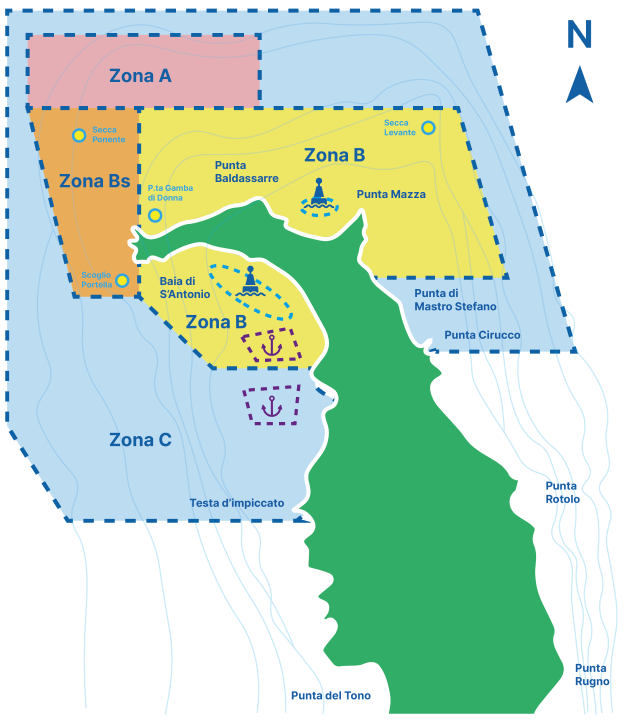 N
Zona A
Secca
Ponente
Secca
Levante
Zona B
Punta
Baldassarre
Zona Bs
P.ta Gamba
di Donna
Punta Mazza
Scoglio
Portella
Baia di
S’Antonio
Zona B
Punta di
Mastro Stefano
Punta Cirucco
Zona C
Testa d’impiccato
Punta
Rotolo
Punta
Rugno
Punta del Tono